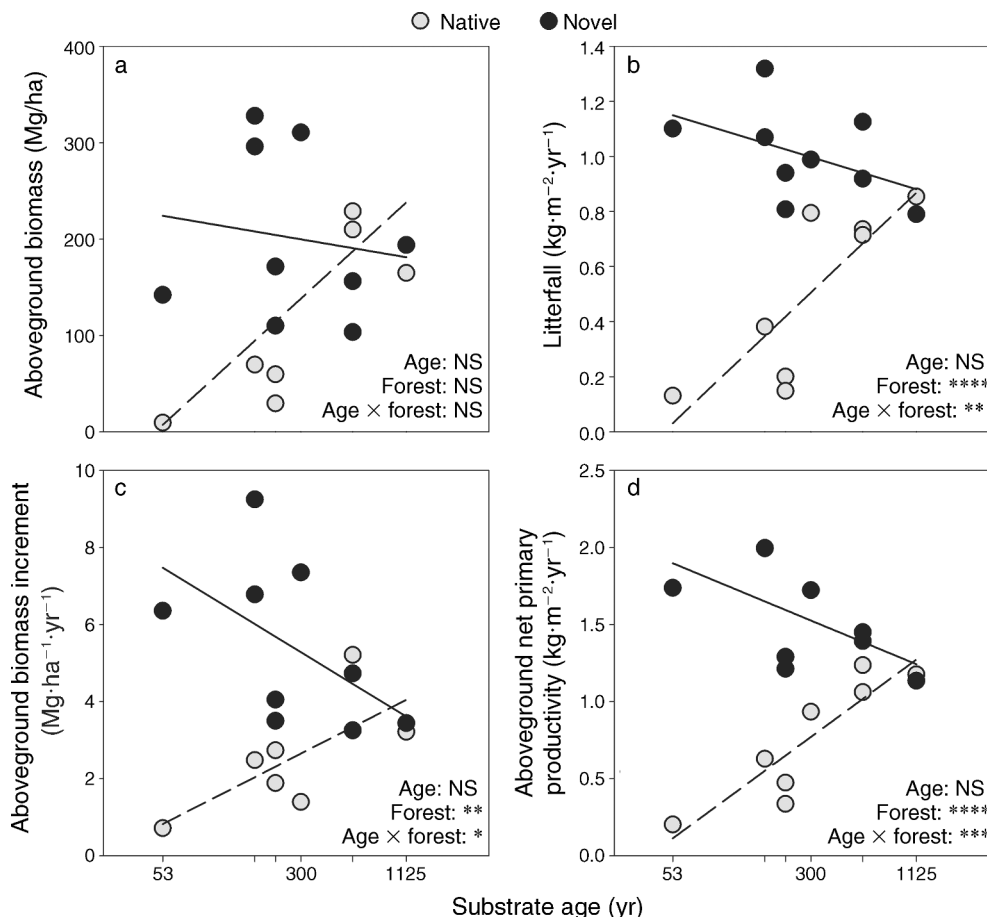 Native Novel
a
Aboveground biomass (Mg/ha)
400
300
200
100
0
Age: NS
Forest: NS
Age × forest: NS
b
Litterfall (kg·m⁻²·yr⁻¹)
1.4
1.2
1.0
0.8
0.6
0.4
0.2
0.0
Age: NS
Forest: ****
Age × forest: **
c
Aboveground biomass increment
(Mg·ha⁻¹·yr⁻¹)
10
8
6
4
2
0
Age: NS
Forest: **
Age × forest: *
53 300 1125
d
Aboveground net primary
productivity (kg·m⁻²·yr⁻¹)
2.5
2.0
1.5
1.0
0.5
0.0
Age: NS
Forest: ****
Age × forest: ***
53 300 1125
Substrate age (yr)